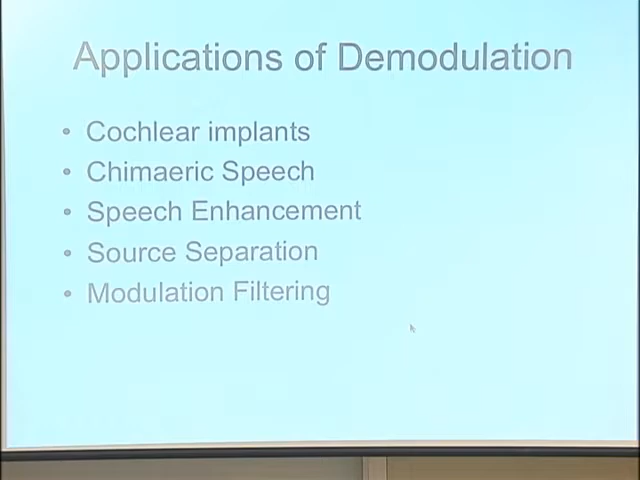 Applications of Demodulation
• Cochlear implants
• Chimaeric Speech
• Speech Enhancement
• Source Separation
• Modulation Filtering